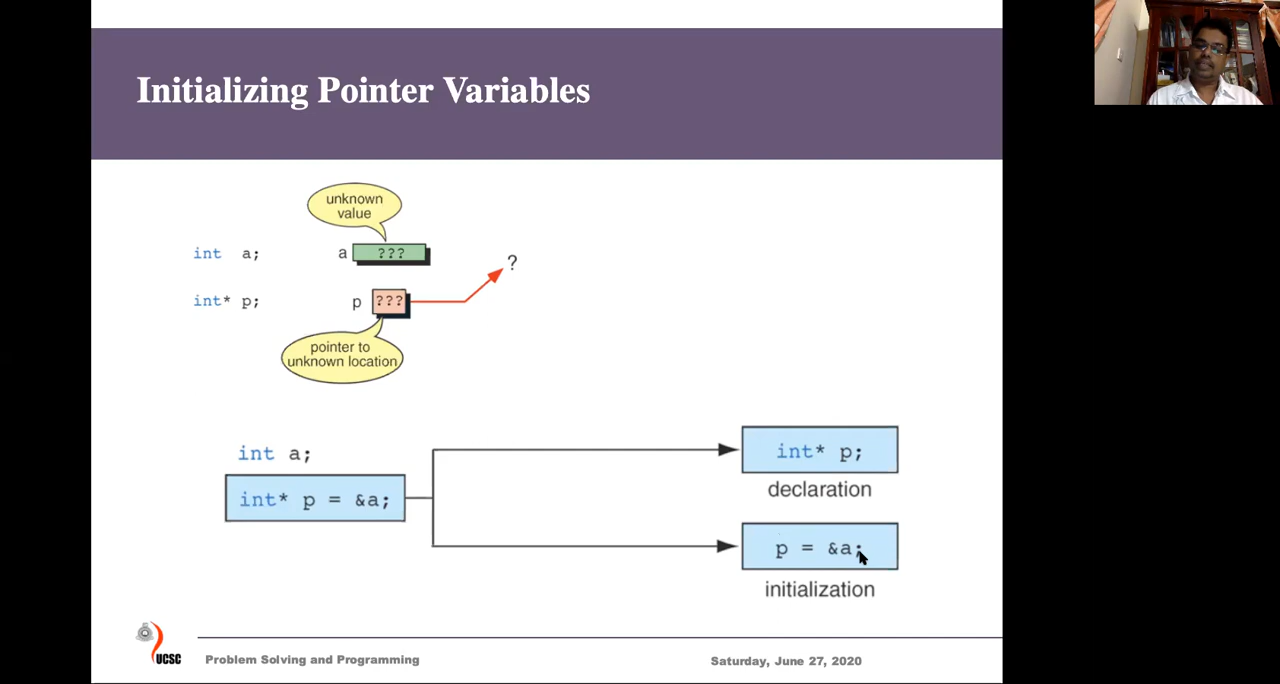 Initializing Pointer Variables
unknown
value
int a;
a
???
?
int* p;
p
???
pointer to
unknown location
int a;
int* p = &a;
int* p;
declaration
p = &a;
initialization
UCSC
Problem Solving and Programming
Saturday, June 27, 2020